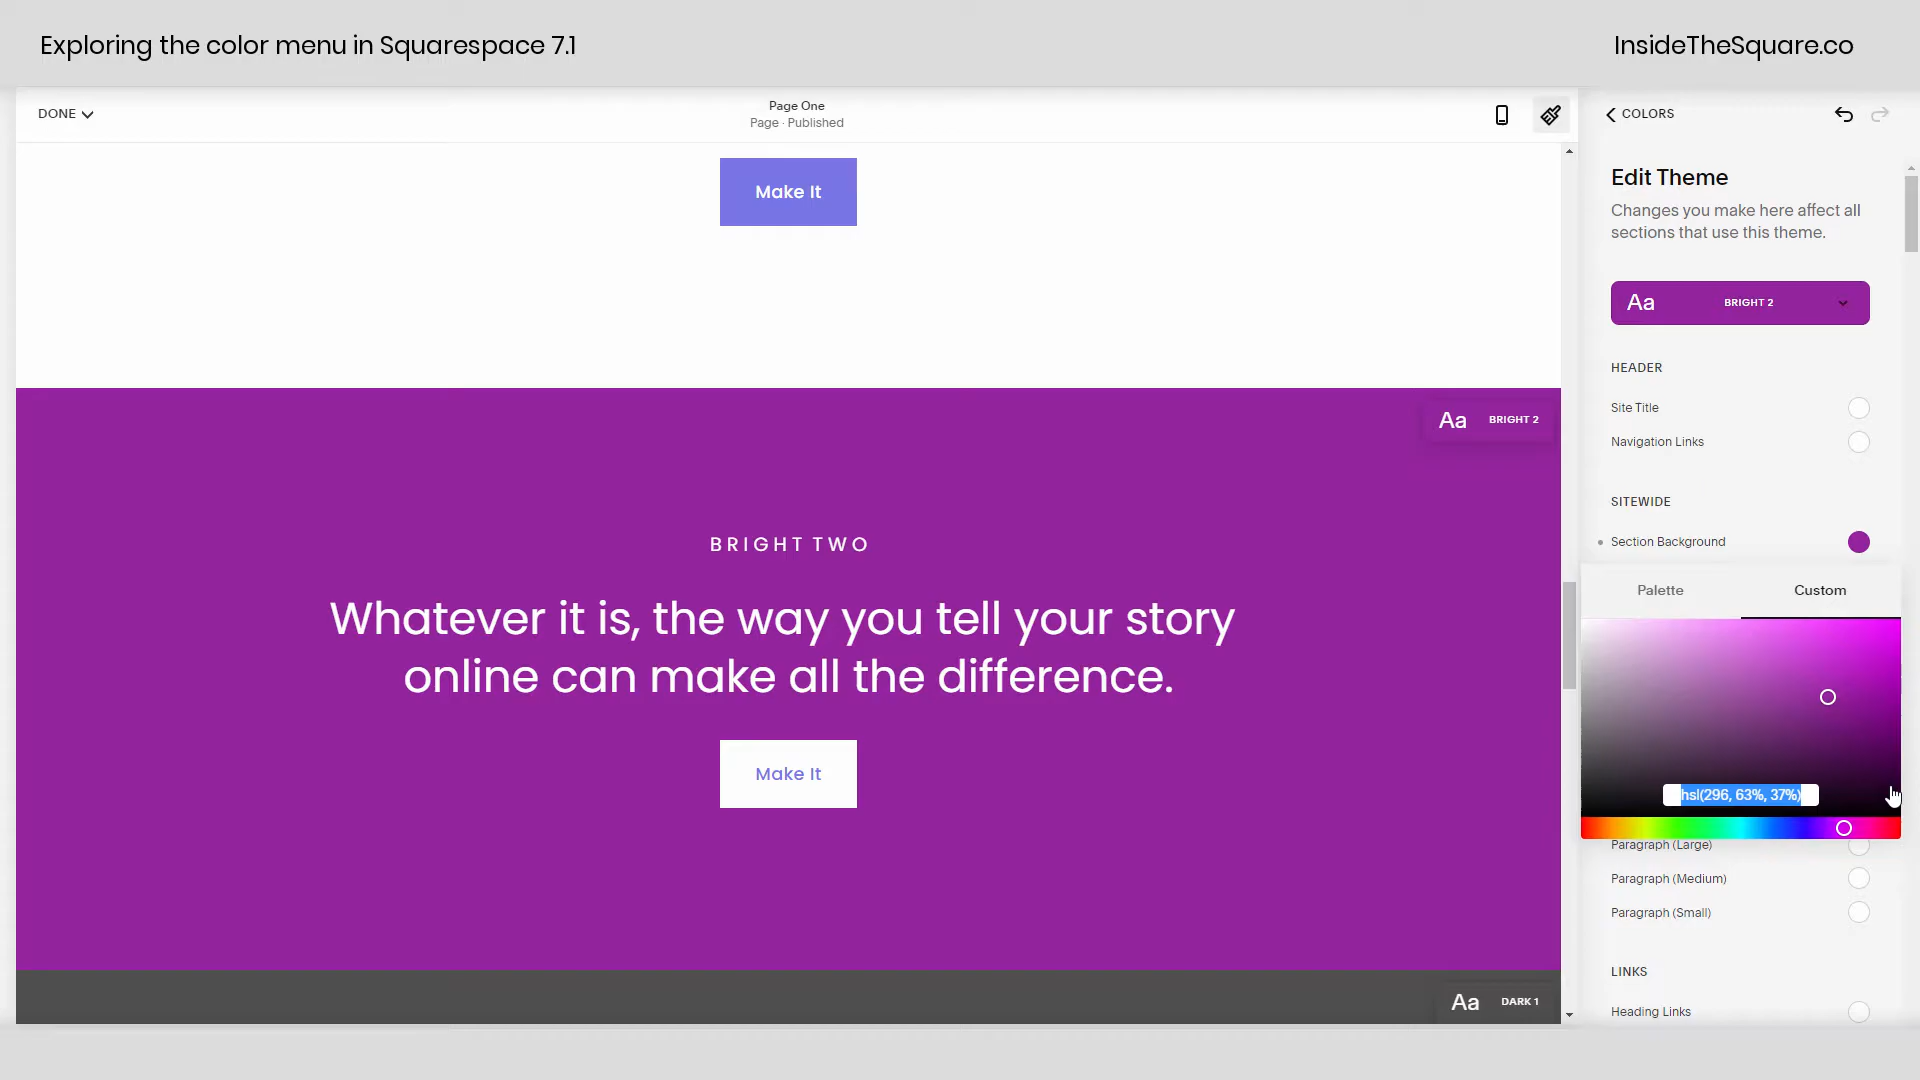 Exploring the color menu in Squarespace 7.1
InsideTheSquare.co
DONE
Page One
Page · Published
COLORS
Make It
Edit Theme
Changes you make here affect all
sections that use this theme.
Aa BRIGHT 2
HEADER
Site Title
Navigation Links
SITEWIDE
Section Background
Aa BRIGHT 2
BRIGHT TWO
Whatever it is, the way you tell your story
online can make all the difference.
Make It
Palette Custom
hsl(296, 63%, 37%)
Paragraph (Large)
Paragraph (Medium)
Paragraph (Small)
LINKS
Heading Links
Aa DARK 1